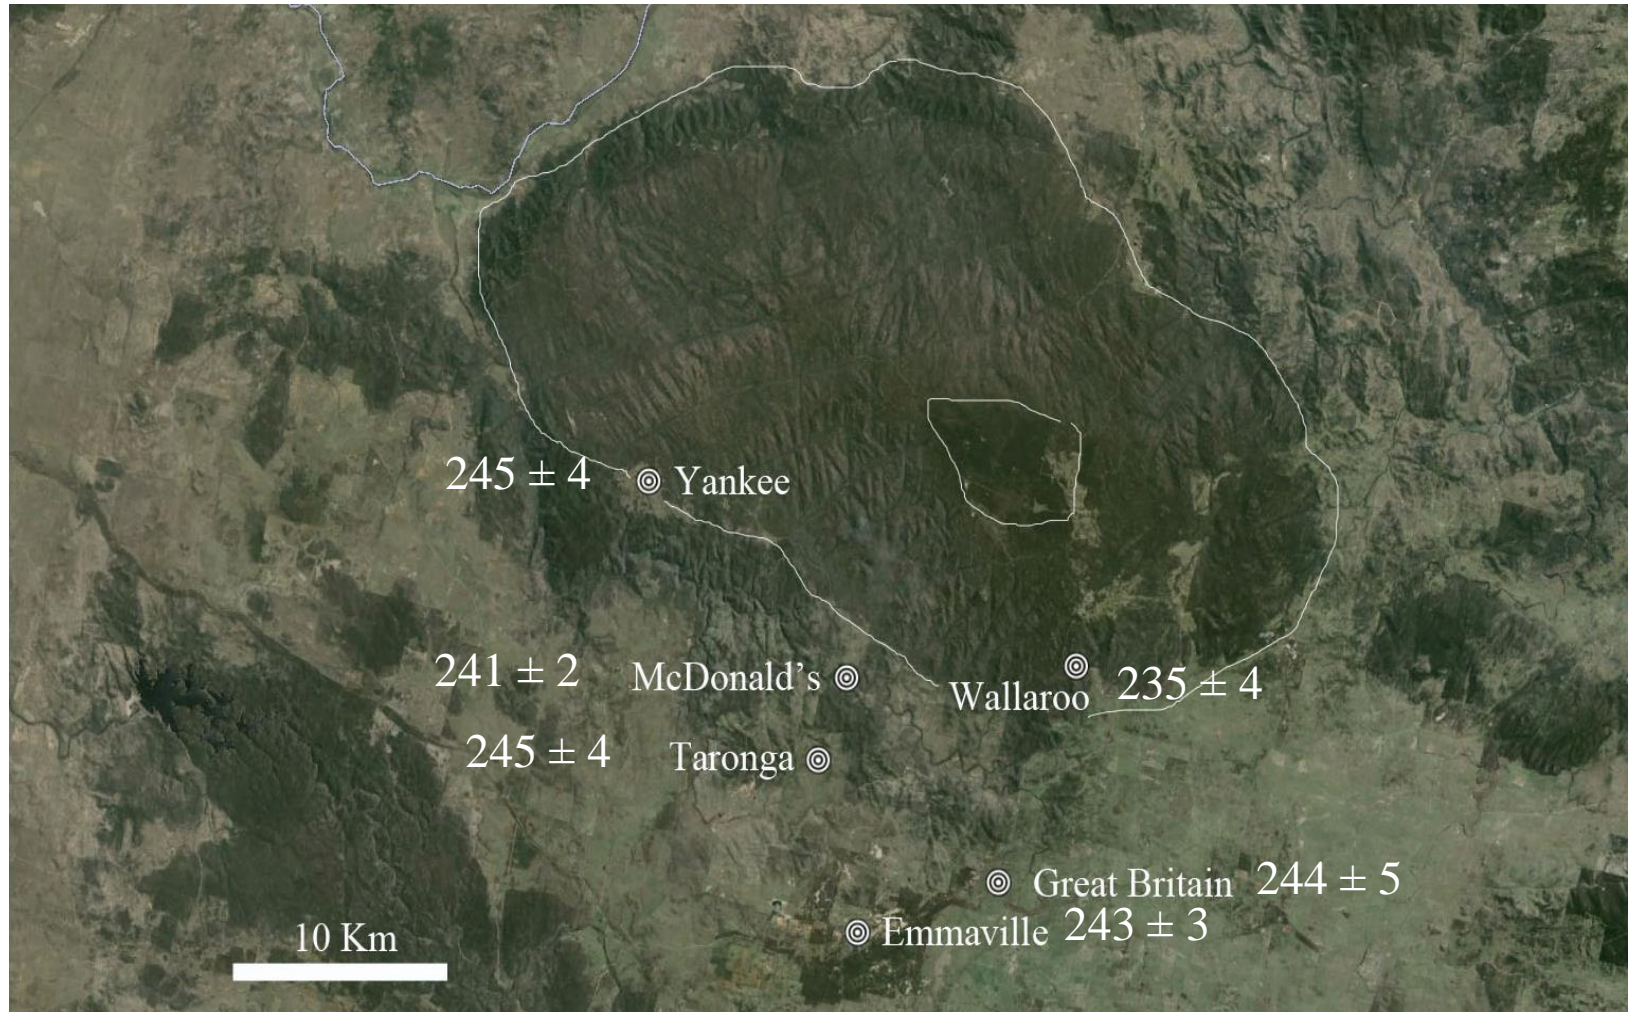 245 ± 4 Yankee
241 ± 2 McDonald's
Wallaroo 235 ± 4
245 ± 4 Taronga
Great Britain 244 ± 5
Emmaville 243 ± 3
10 Km